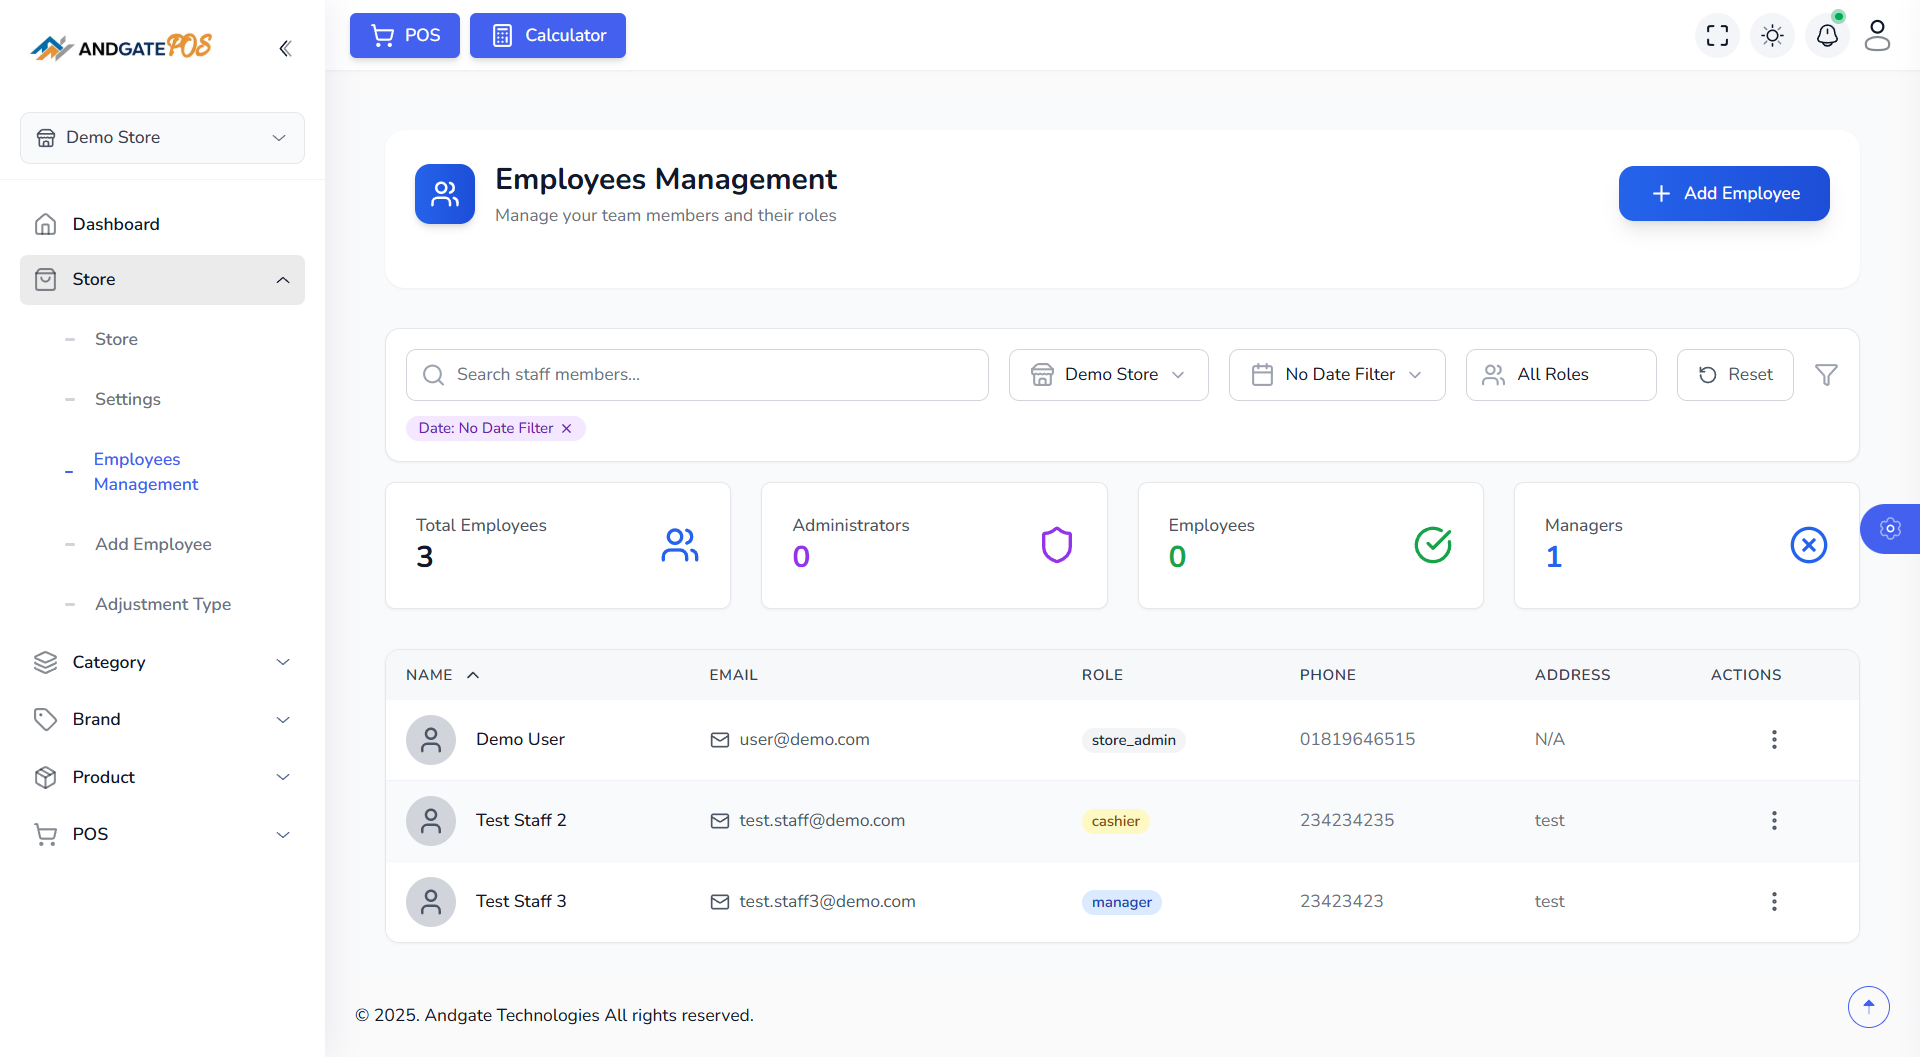 ANDGATE POS
POS
Calculator
Demo Store
Dashboard
Store
Store
Settings
Employees
Management
Add Employee
Adjustment Type
Category
Brand
Product
POS
Employees Management
Manage your team members and their roles
Add Employee
Search staff members...
Demo Store
No Date Filter
All Roles
Reset
Date: No Date Filter
Total Employees
3
Administrators
0
Employees
0
Managers
1
NAME EMAIL ROLE PHONE ADDRESS ACTIONS
Demo User user@demo.com store_admin 01819646515 N/A
Test Staff 2 test.staff@demo.com cashier 234234235 test
Test Staff 3 test.staff3@demo.com manager 23423423 test
© 2025. Andgate Technologies All rights reserved.